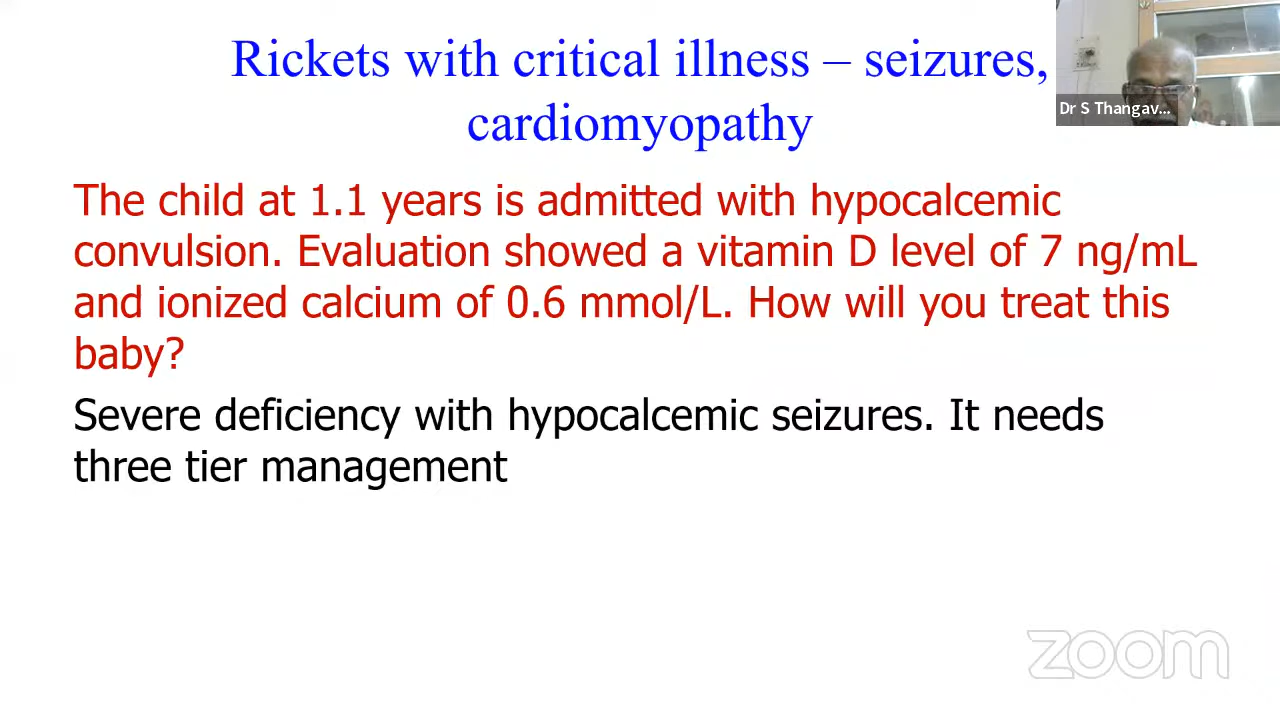 Rickets with critical illness – seizures,
cardiomyopathy
Dr S Thangav...
The child at 1.1 years is admitted with hypocalcemic
convulsion. Evaluation showed a vitamin D level of 7 ng/mL
and ionized calcium of 0.6 mmol/L. How will you treat this
baby?
Severe deficiency with hypocalcemic seizures. It needs
three tier management
zoom